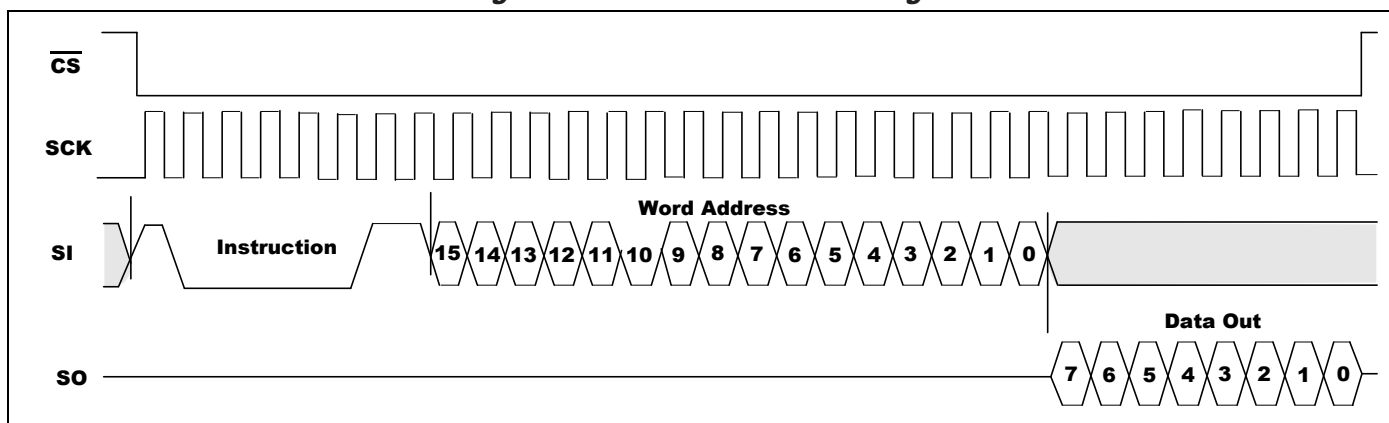 CS
SCK
Word Address
SI Instruction 15 14 13 12 11 10 9 8 7 6 5 4 3 2 1 0
Data Out
SO 7 6 5 4 3 2 1 0